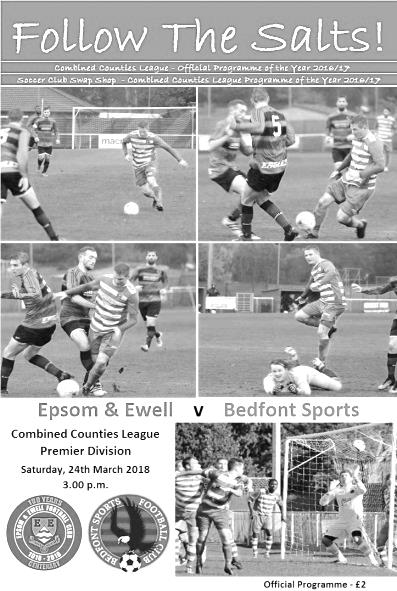 Follow The Salts!
Combined Counties League - Official Programme of the Year 2016/17
Soccer Club Swap Shop - Combined Counties League Programme of the Year 2016/17
5
Epsom & Ewell v Bedfont Sports
Combined Counties League
Premier Division
Saturday, 24th March 2018
3.00 p.m.
100 YEARS
EPSOM & EWELL FOOTBALL CLUB
E E
1918 - 2018
CENTENARY
BEDFONT SPORTS FOOTBALL CLUB
Official Programme - £2